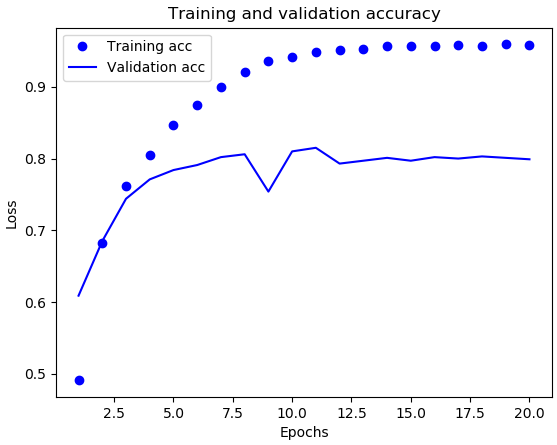 Training and validation accuracy
Training acc
Validation acc
0.9
0.8
0.7
0.6
0.5
Loss
2.5 5.0 7.5 10.0 12.5 15.0 17.5 20.0
Epochs